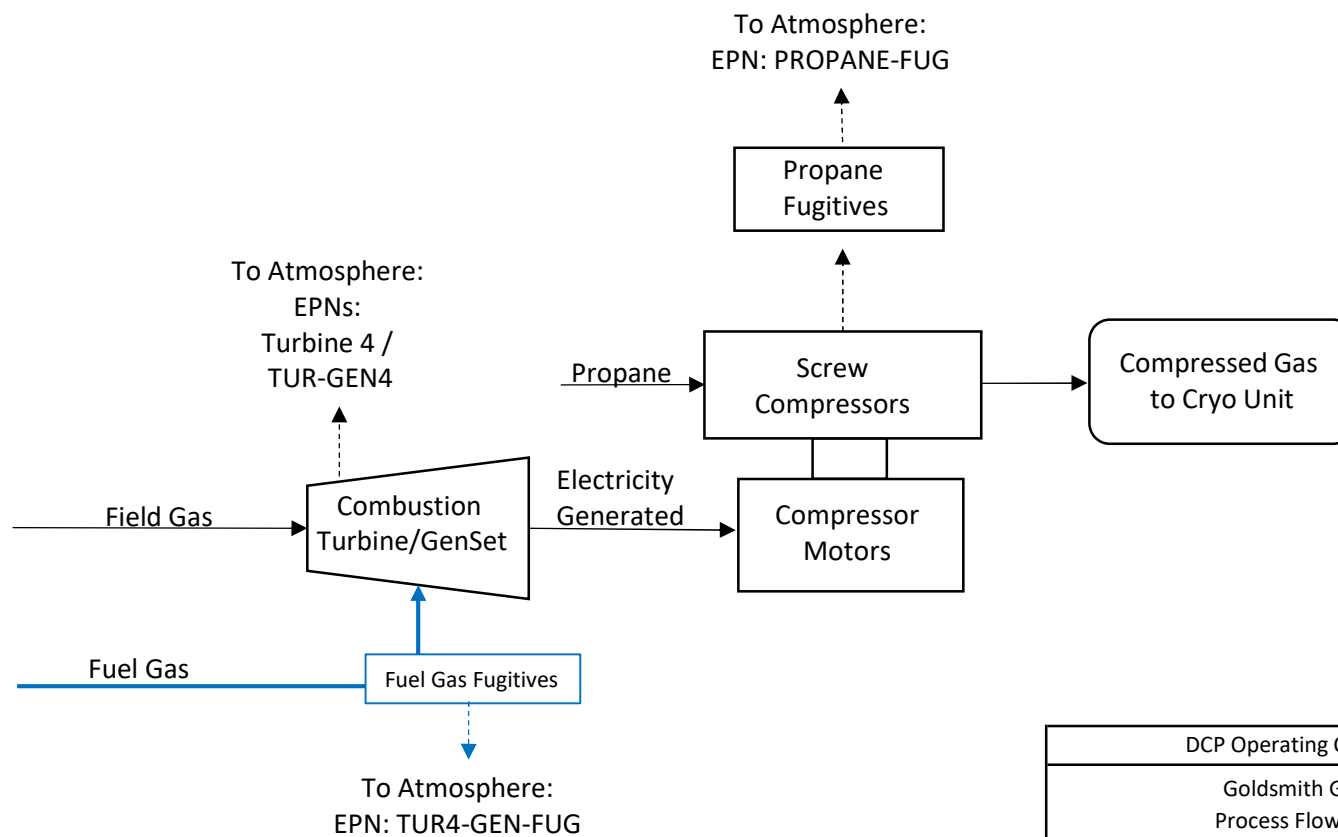 To Atmosphere:
EPN: PROPANE-FUG
Propane
Fugitives
To Atmosphere:
EPNs:
Turbine 4 /
TUR-GEN4
Propane
Screw
Compressors
Compressed Gas
to Cryo Unit
Field Gas
Combustion
Turbine/GenSet
Electricity
Generated
Compressor
Motors
Fuel Gas
Fuel Gas Fugitives
To Atmosphere:
EPN: TUR4-GEN-FUG
DCP Operating
Goldsmith
Process Flow